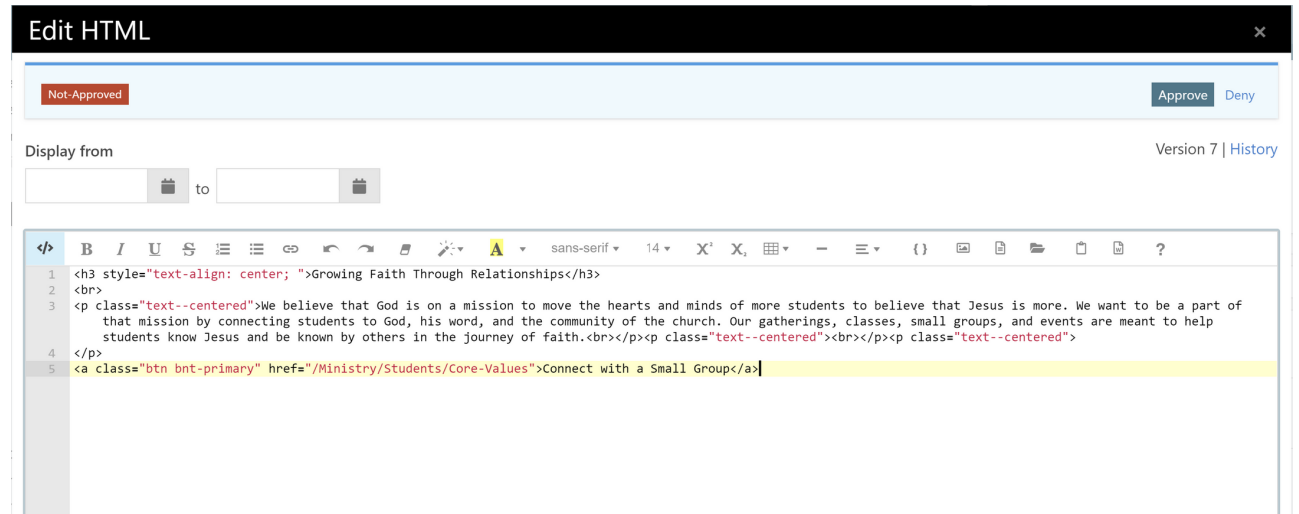 Edit HTML ×
Not-Approved Approve Deny
Display from Version 7 | History
to
</> B I U S A sans-serif 14 X² X₂ {} W ?
1 <h3 style="text-align: center; ">Growing Faith Through Relationships</h3>
2 <br>
3 <p class="text--centered">We believe that God is on a mission to move the hearts and minds of more students to believe that Jesus is more. We want to be a part of
that mission by connecting students to God, his word, and the community of the church. Our gatherings, classes, small groups, and events are meant to help
students know Jesus and be known by others in the journey of faith.<br></p><p class="text--centered"><br></p><p class="text--centered">
4 </p>
5 <a class="btn bnt-primary" href="/Ministry/Students/Core-Values">Connect with a Small Group</a>